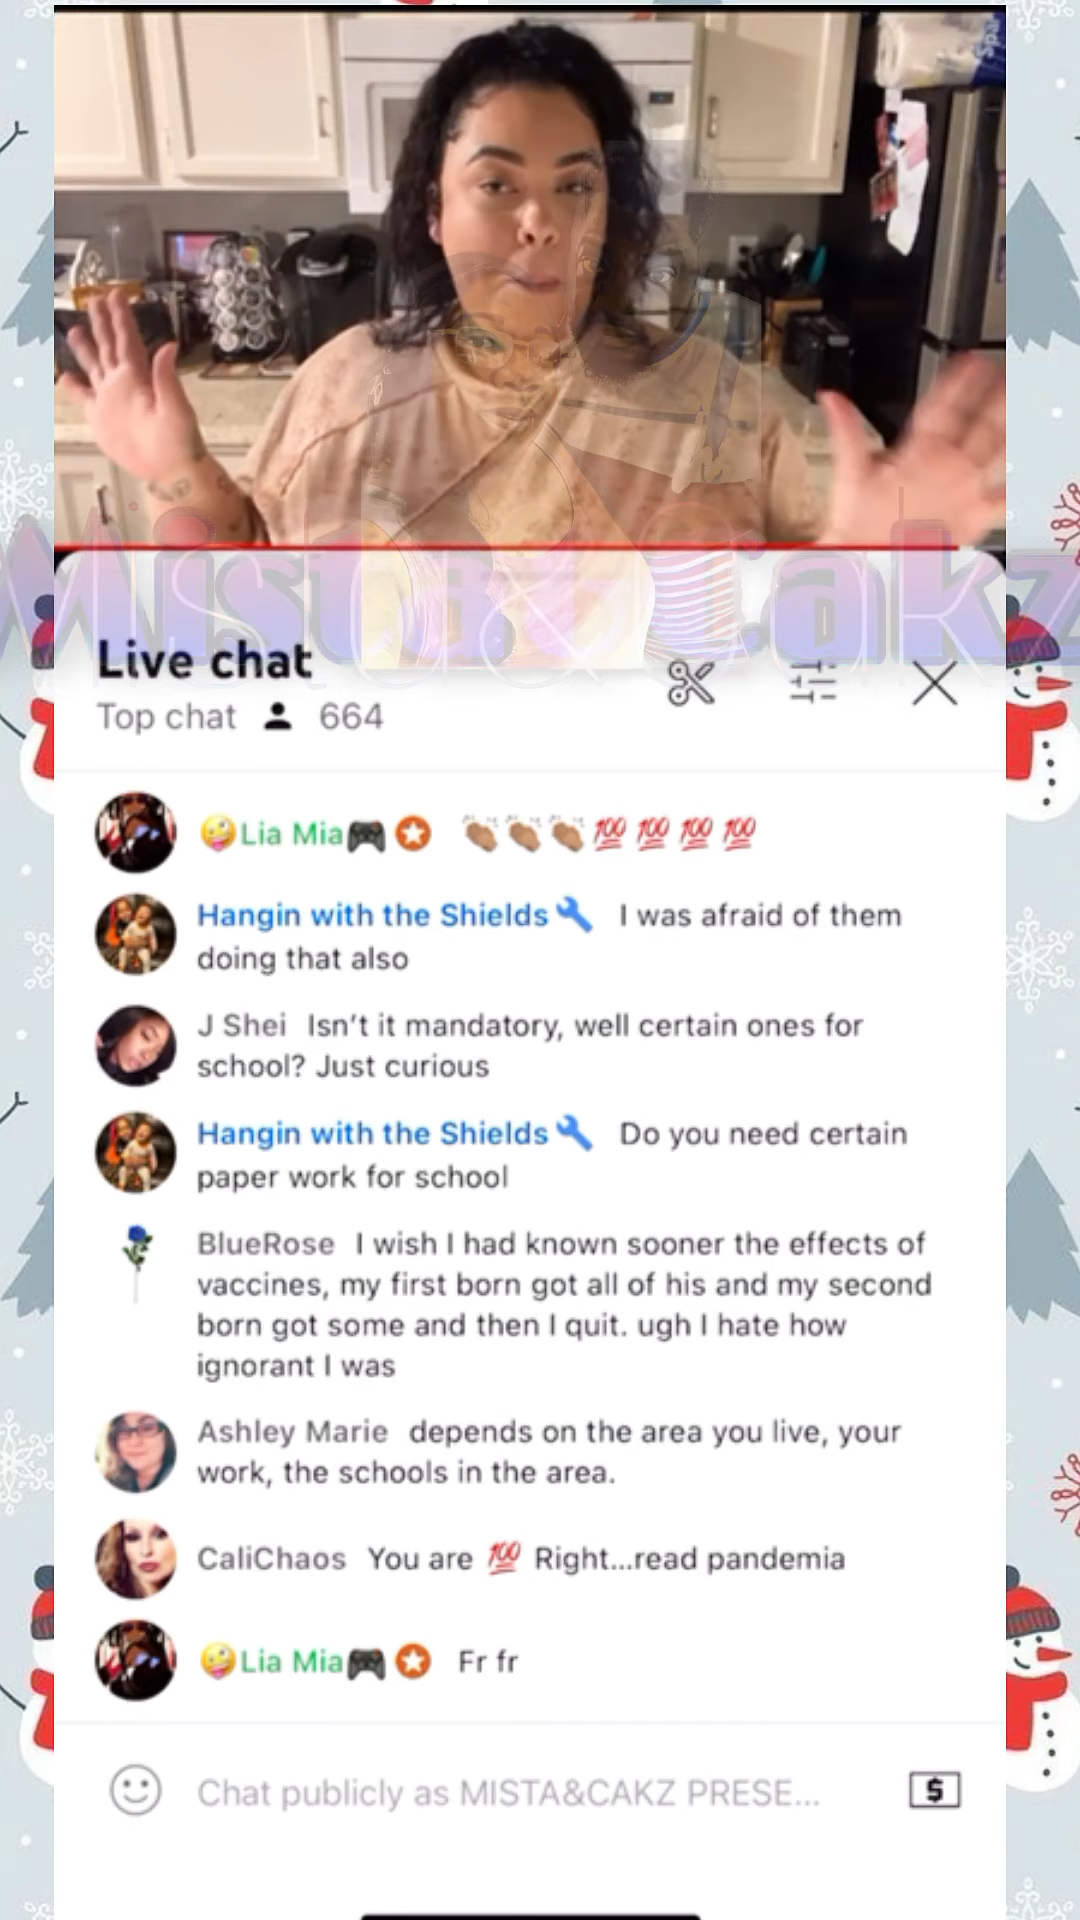 Mista&Cakz
Live chat
Top chat 664
🤪Lia Mia🎮 👏🏽👏🏽👏🏽💯💯💯💯
Hangin with the Shields🔧 I was afraid of them
doing that also
J Shei Isn't it mandatory, well certain ones for
school? Just curious
Hangin with the Shields🔧 Do you need certain
paper work for school
BlueRose I wish I had known sooner the effects of
vaccines, my first born got all of his and my second
born got some and then I quit. ugh I hate how
ignorant I was
Ashley Marie depends on the area you live, your
work, the schools in the area.
CaliChaos You are 💯 Right...read pandemia
🤪Lia Mia🎮 Fr fr
Chat publicly as MISTA&CAKZ PRESE...
$